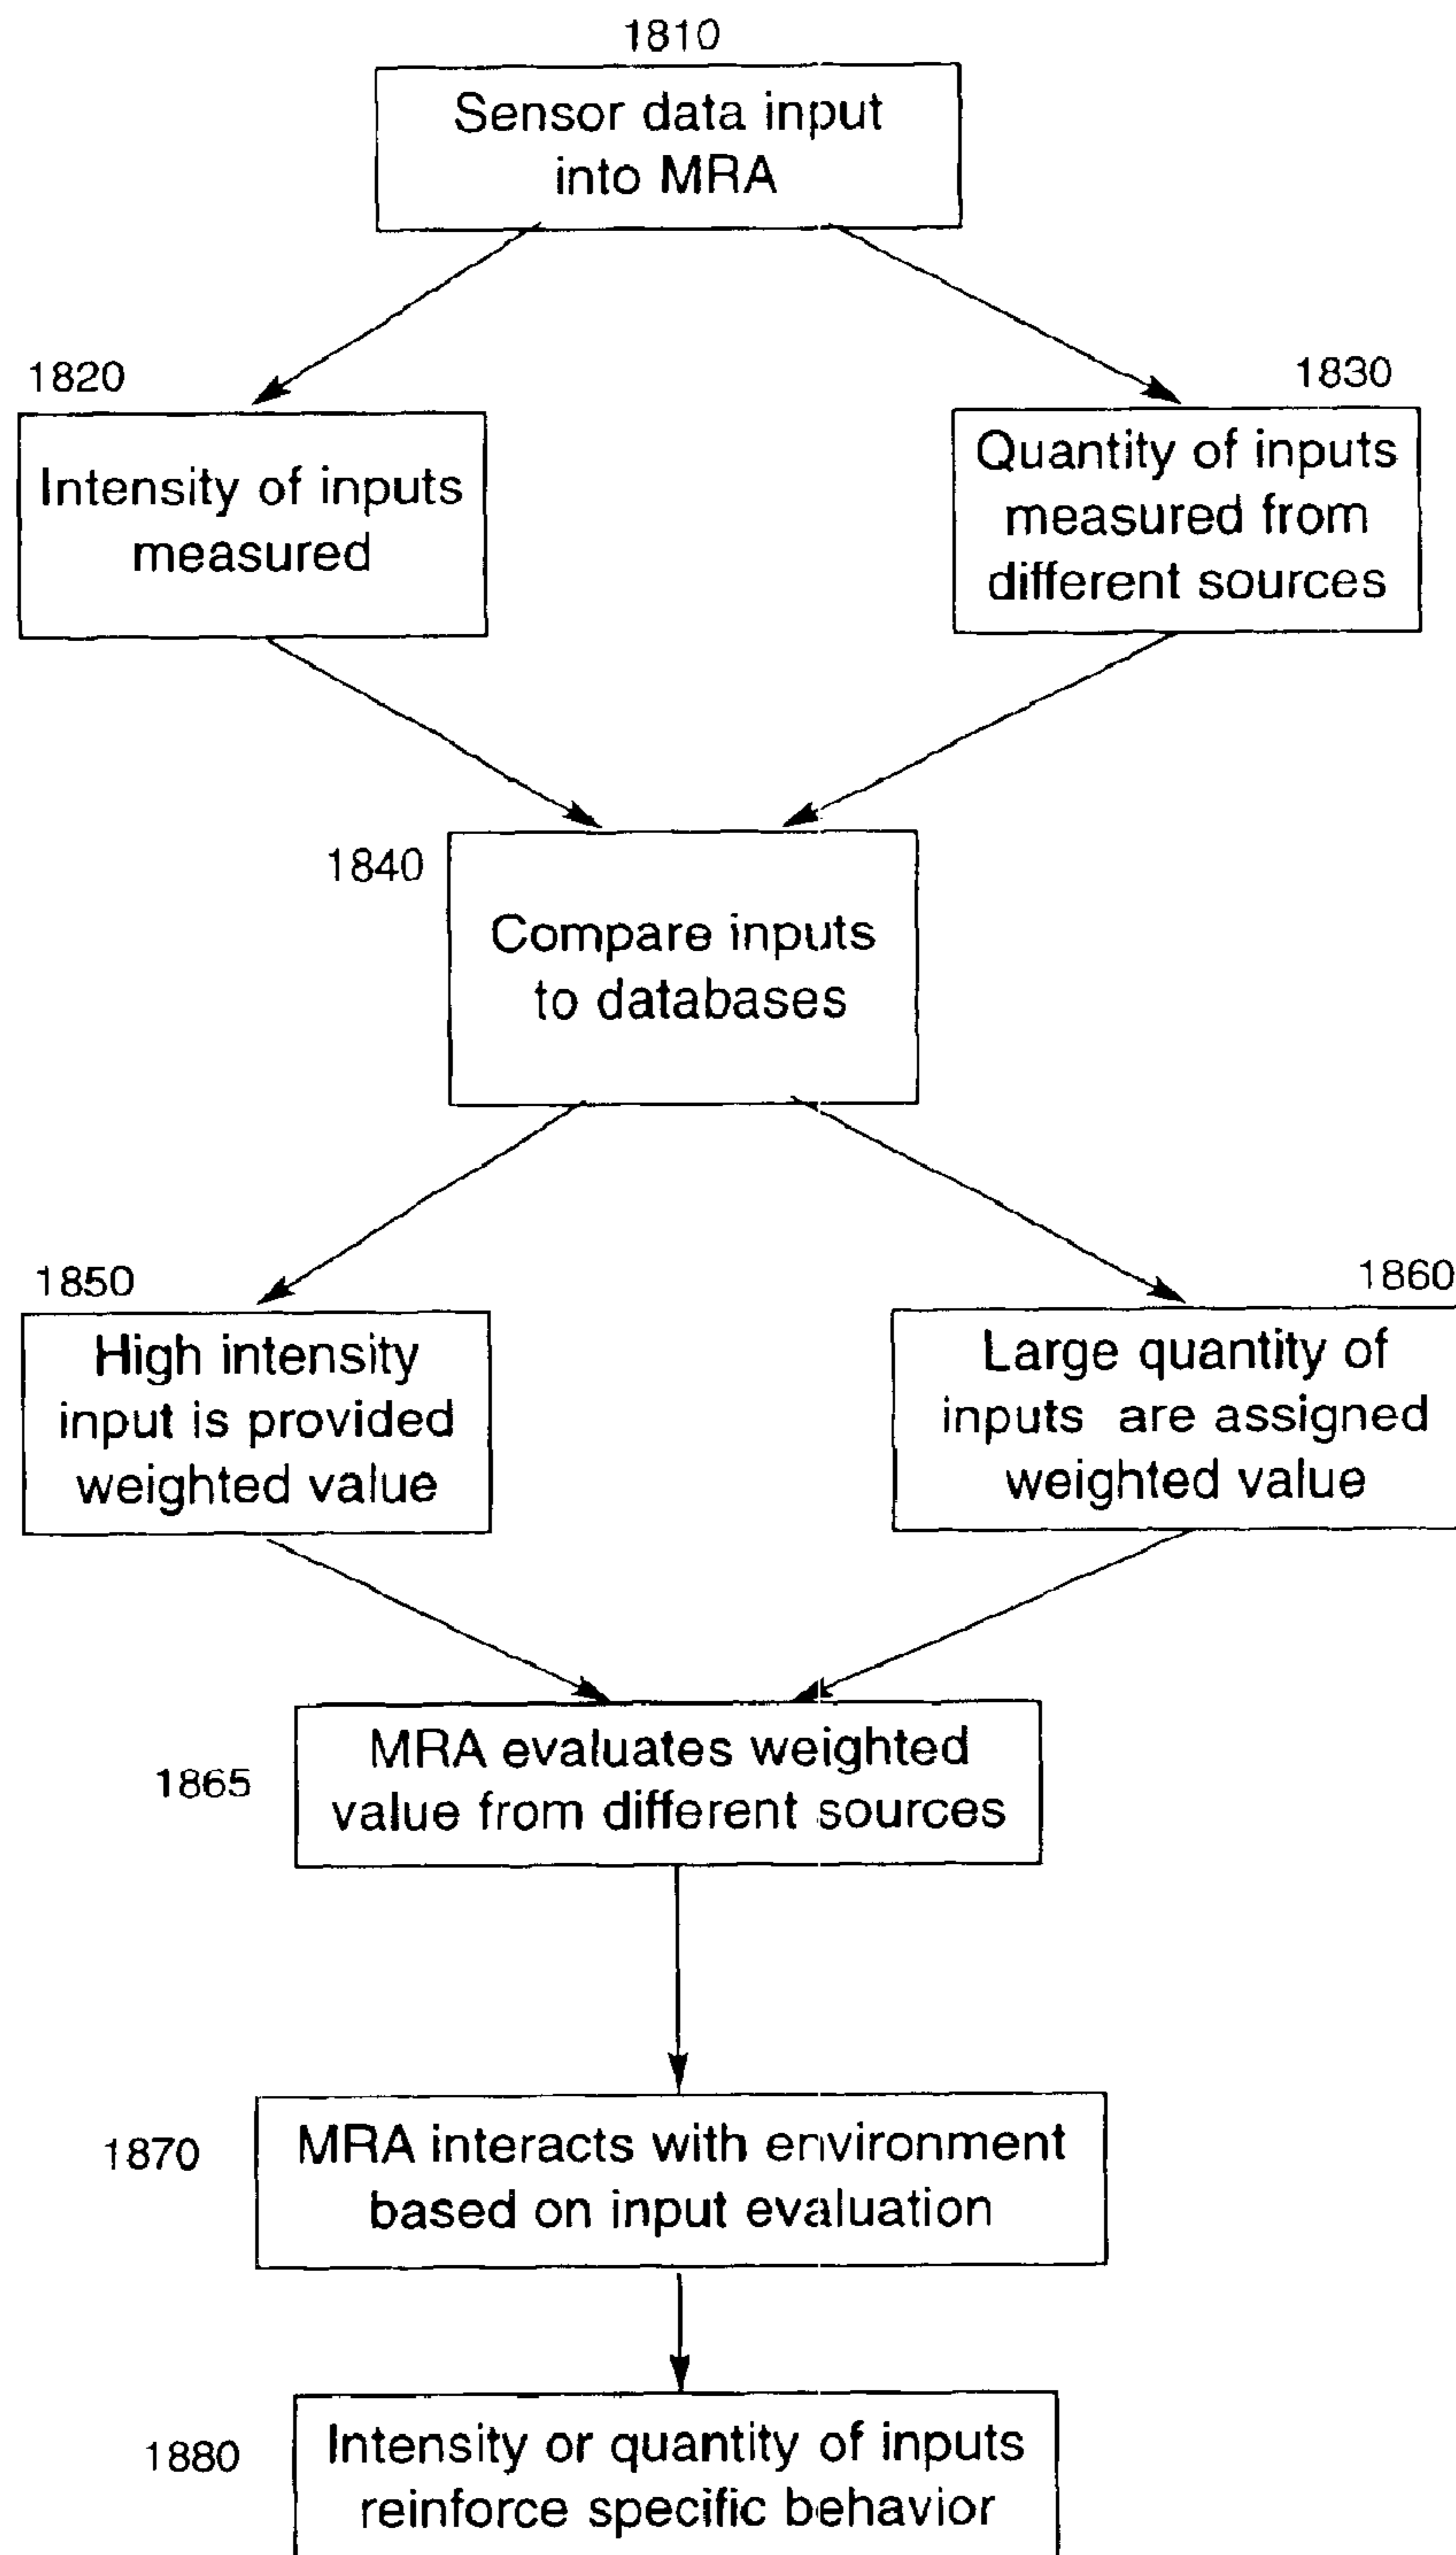 1810
Sensor data input
into MRA
1820
Intensity of inputs
measured
1830
Quantity of inputs
measured from
different sources
1840
Compare inputs
to databases
1850
High intensity
input is provided
weighted value
1860
Large quantity of
inputs are assigned
weighted value
1865
MRA evaluates weighted
value from different sources
1870
MRA interacts with environment
based on input evaluation
1880
Intensity or quantity of inputs
reinforce specific behavior